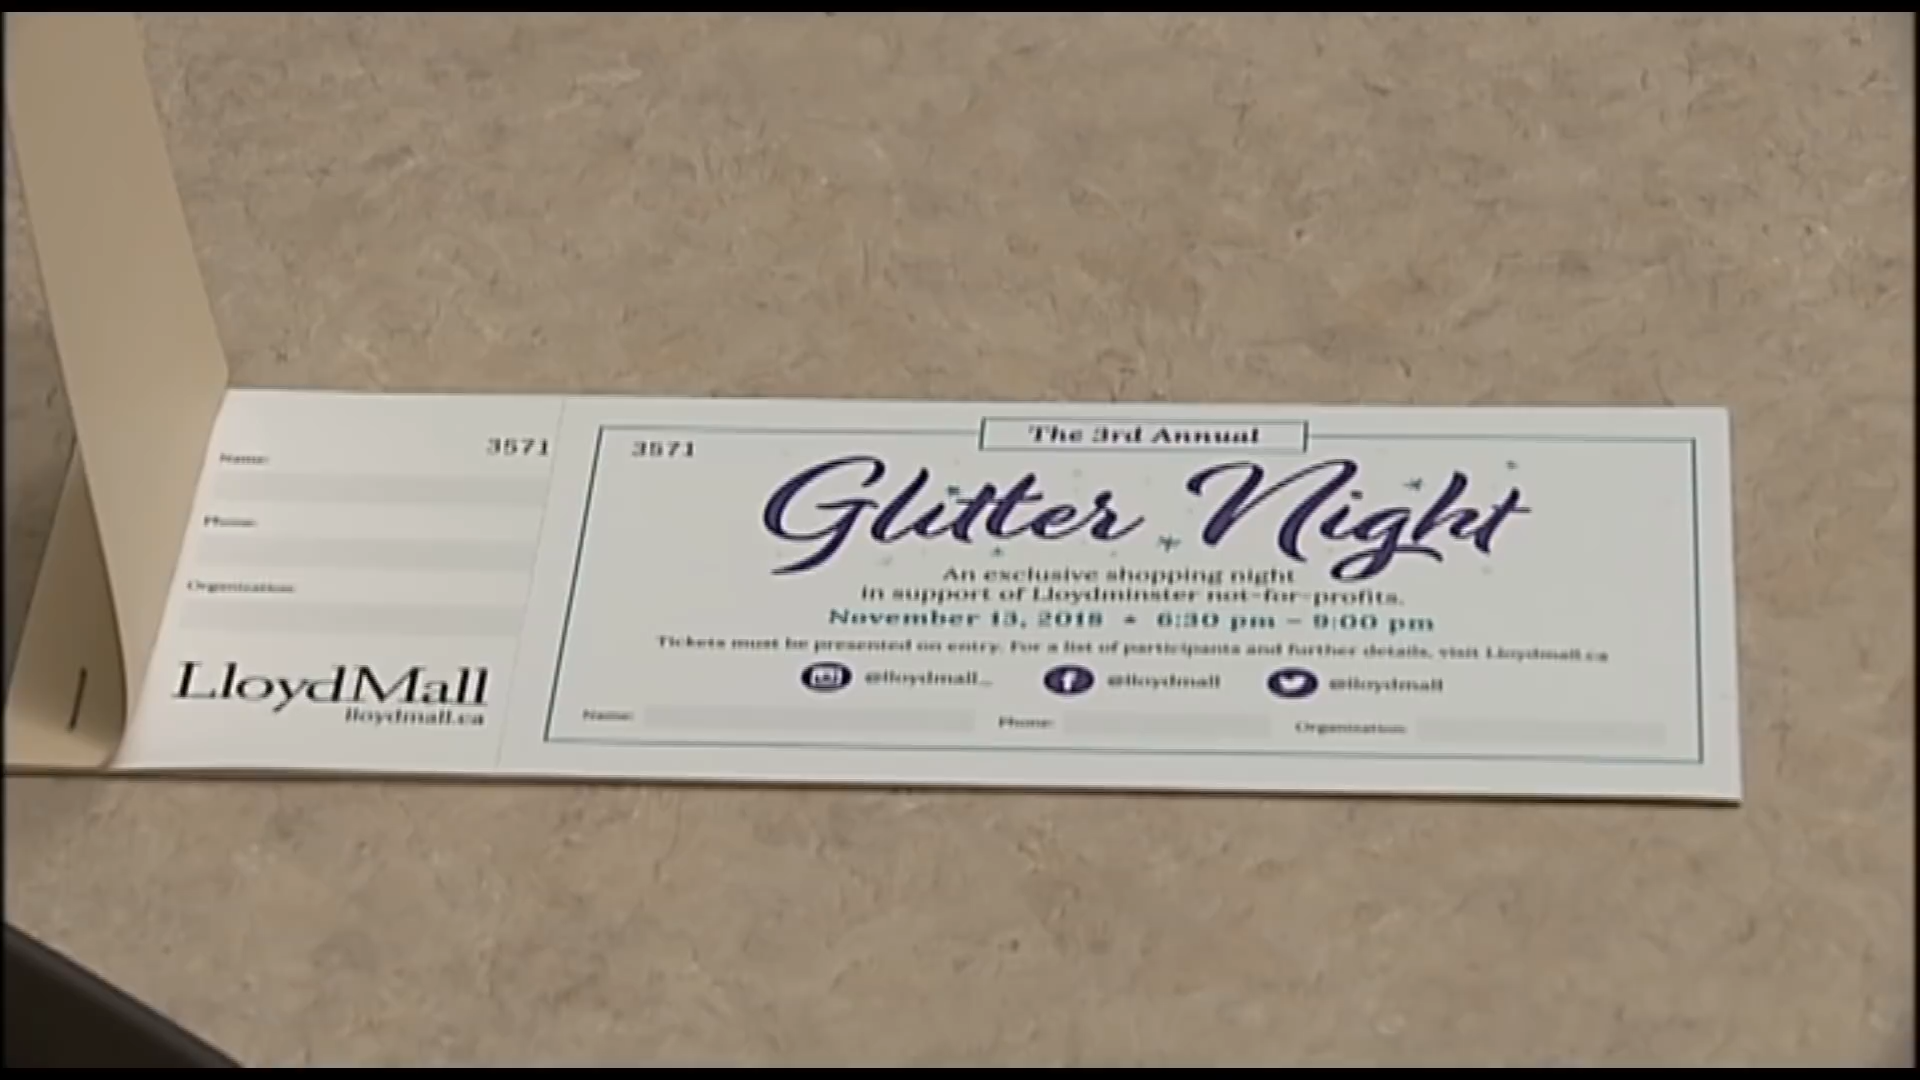 3571
Name:
Phone:
Organization:
LloydMall
lloydmall.ca
3571
The 3rd Annual
Glitter Night
An exclusive shopping night
in support of Lloydminster not-for-profits.
November 13, 2018 * 6:30 pm - 9:00 pm
Tickets must be presented on entry. For a list of participants and further details, visit Lloydmall.ca
@lloydmall_ @lloydmall @lloydmall
Name: Phone: Organization: